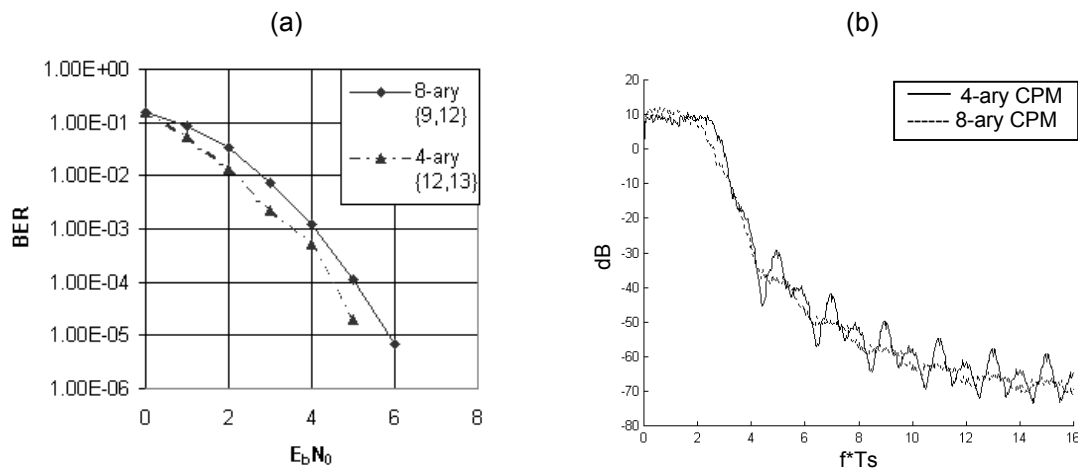 (a)
1.00E+00
1.00E-01
1.00E-02
1.00E-03
1.00E-04
1.00E-05
1.00E-06
BER
0 2 4 6 8
EbN0
8-ary
{9,12}
4-ary
{12,13}
(b)
20
10
0
-10
-20
-30
-40
-50
-60
-70
-80
dB
0 2 4 6 8 10 12 14 16
f*Ts
4-ary CPM
8-ary CPM